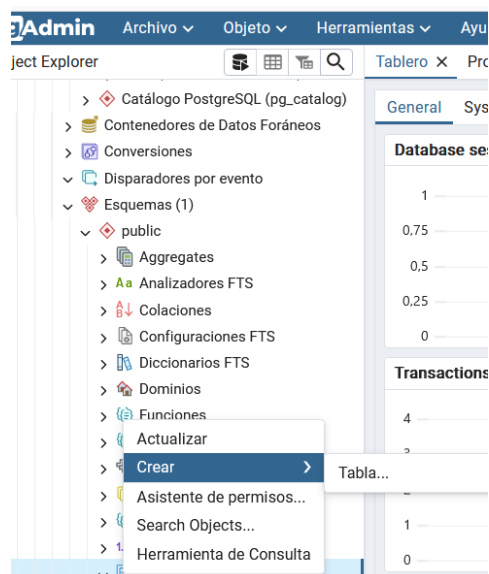 gAdmin Archivo Objeto Herramientas Ayu
ject Explorer
Tablero Pro
Catálogo PostgreSQL (pg_catalog)
General Sys
Contenedores de Datos Foráneos
Conversiones
Database ses
Disparadores por evento
Esquemas (1)
1
public
0,75
Aggregates
0,5
Aa Analizadores FTS
Colaciones
0,25
Configuraciones FTS
0
Diccionarios FTS
Transactions
Dominios
Funciones
4
Actualizar
Crear
Tabla...
Asistente de permisos...
Search Objects...
1
1.
Herramienta de Consulta
0